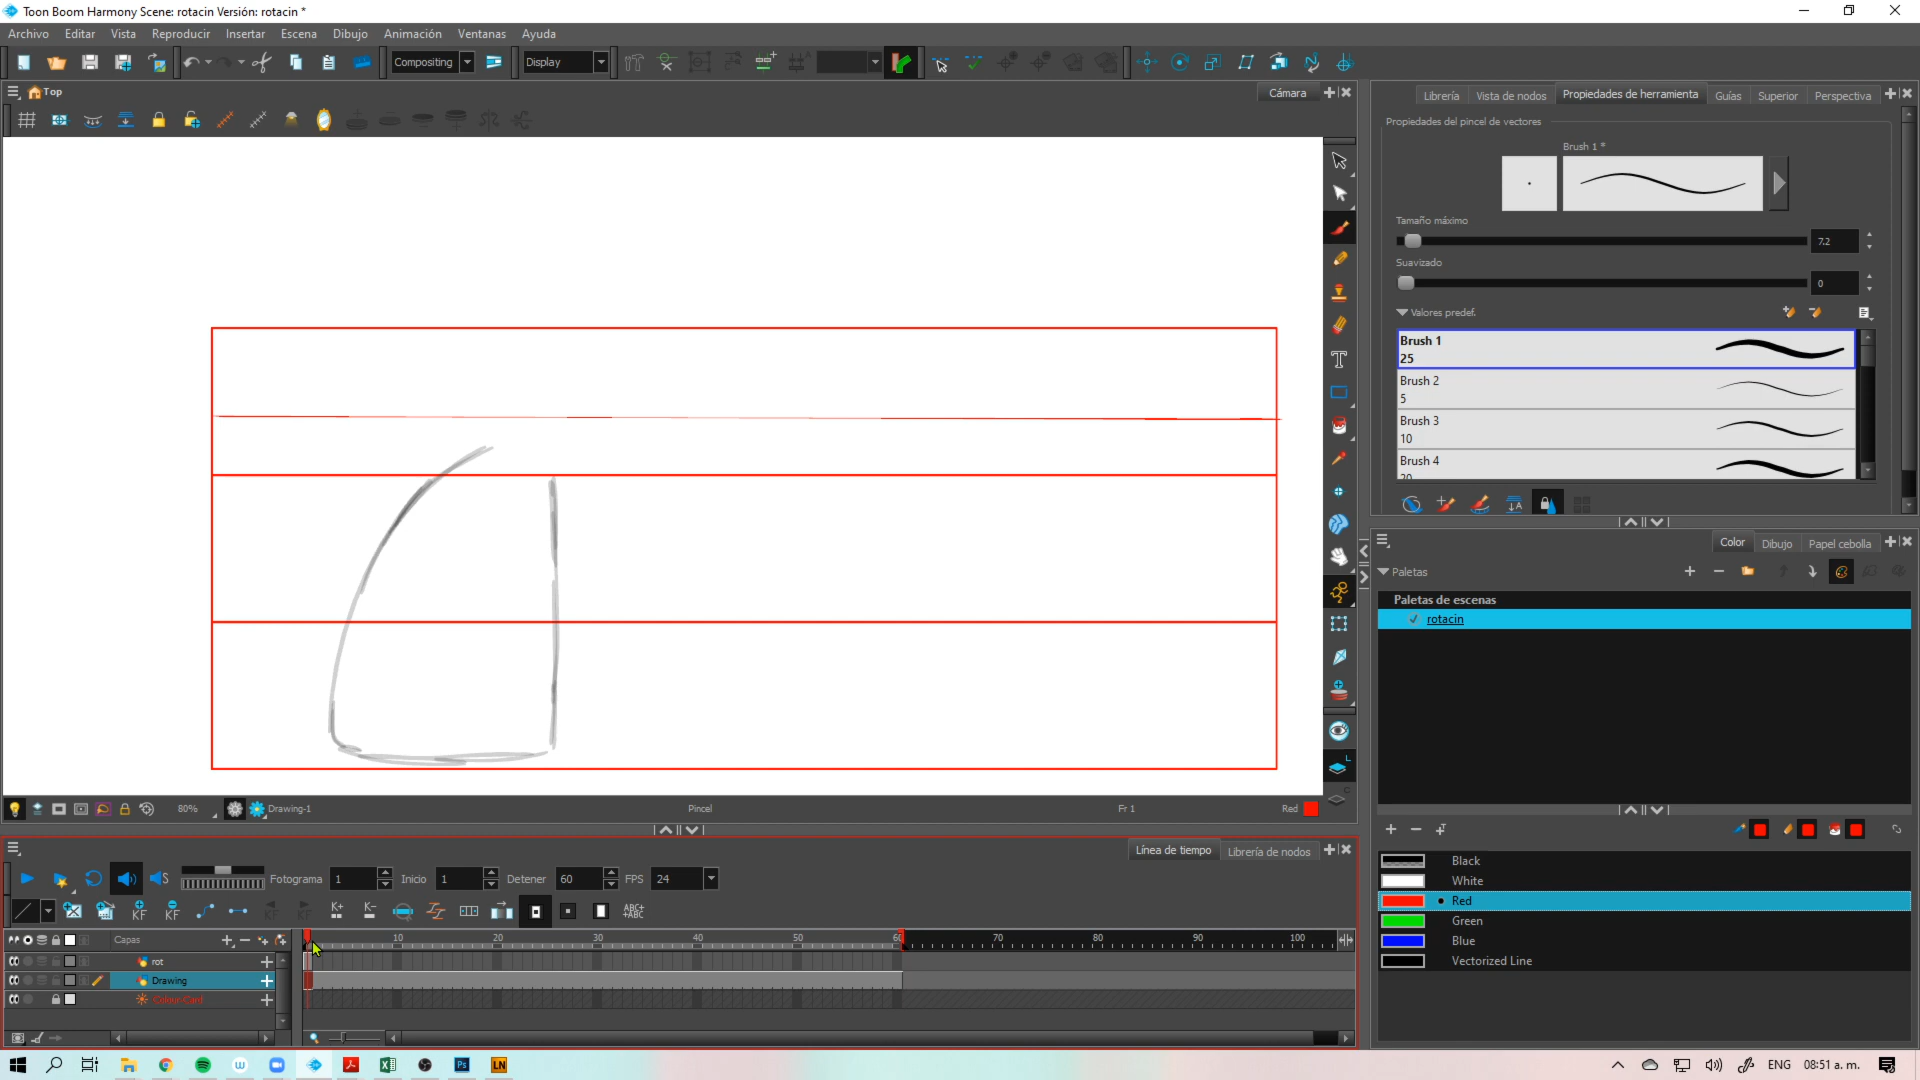 Toon Boom Harmony Scene: rotacin Versión: rotacin *
Archivo Editar Vista Reproducir Insertar Escena Dibujo Animación Ventanas Ayuda
Compositing Display
Top Cámara
Librería Vista de nodos Propiedades de herramienta Guías Superior Perspectiva
Propiedades del pincel de vectores
Brush 1 *
Tamaño máximo
7.2
Suavizado
0
Valores predef.
Brush 1
25
Brush 2
5
Brush 3
10
Brush 4
20
Color Dibujo Papel cebolla
Paletas
Paletas de escenas
rotacin
80% Drawing-1 Pincel Fr 1 Red
Línea de tiempo Librería de nodos
Fotograma 1 Inicio 1 Detener 60 FPS 24
Capas
10 20 30 40 50 60 70 80 90 100
rot
Drawing
Colour-Card
Black
White
Red
Green
Blue
Vectorized Line
ENG 08:51 a. m.